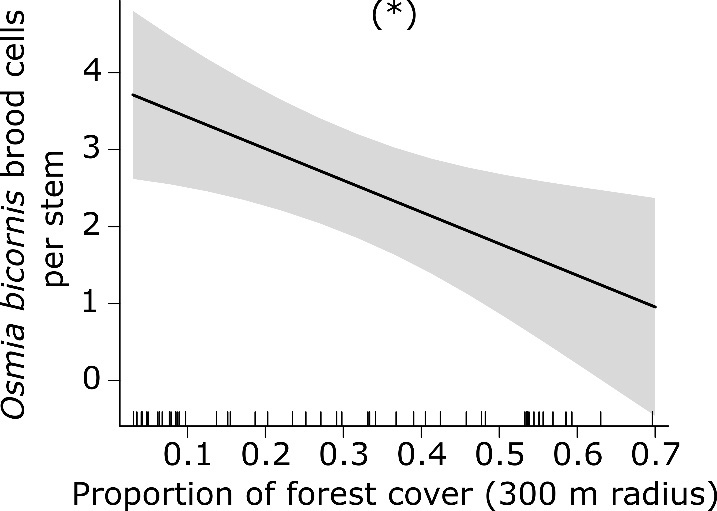 (*)
Osmia bicornis brood cells
per stem
4
3
2
1
0
0.1 0.2 0.3 0.4 0.5 0.6 0.7
Proportion of forest cover (300 m radius)